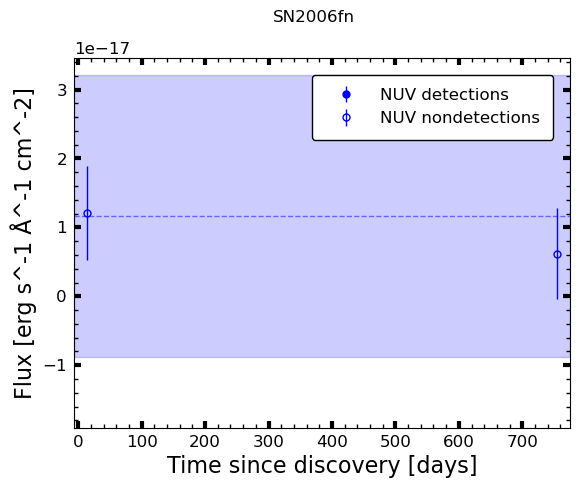 SN2006fn
1e−17
NUV detections
NUV nondetections
3
2
1
0
−1
Flux [erg s^-1 Å^-1 cm^-2]
0 100 200 300 400 500 600 700
Time since discovery [days]